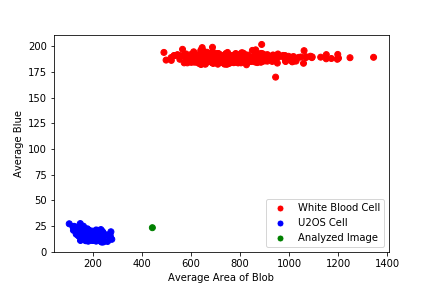 200
175
150
125
100
75
50
25
0
Average Blue
White Blood Cell
U2OS Cell
Analyzed Image
200 400 600 800 1000 1200 1400
Average Area of Blob